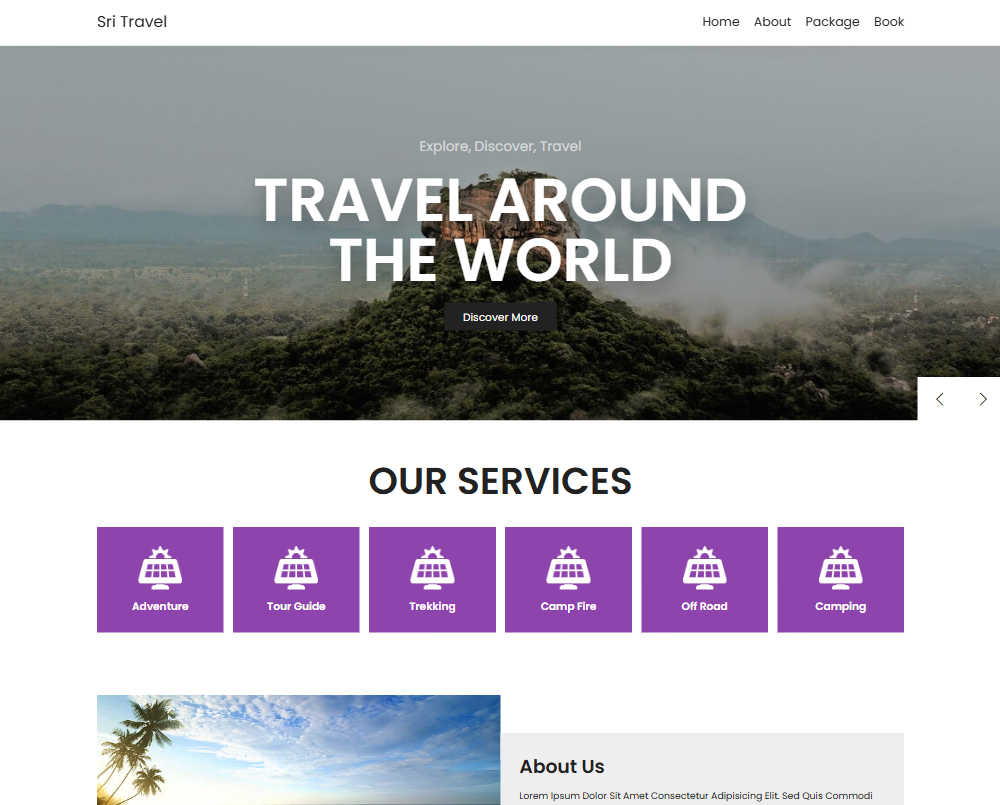 Sri Travel
Home About Package Book
Explore, Discover, Travel
TRAVEL AROUND
THE WORLD
Discover More
OUR SERVICES
Adventure Tour Guide Trekking Camp Fire Off Road Camping
About Us
Lorem Ipsum Dolor Sit Amet Consectetur Adipisicing Elit. Sed Quis Commodi